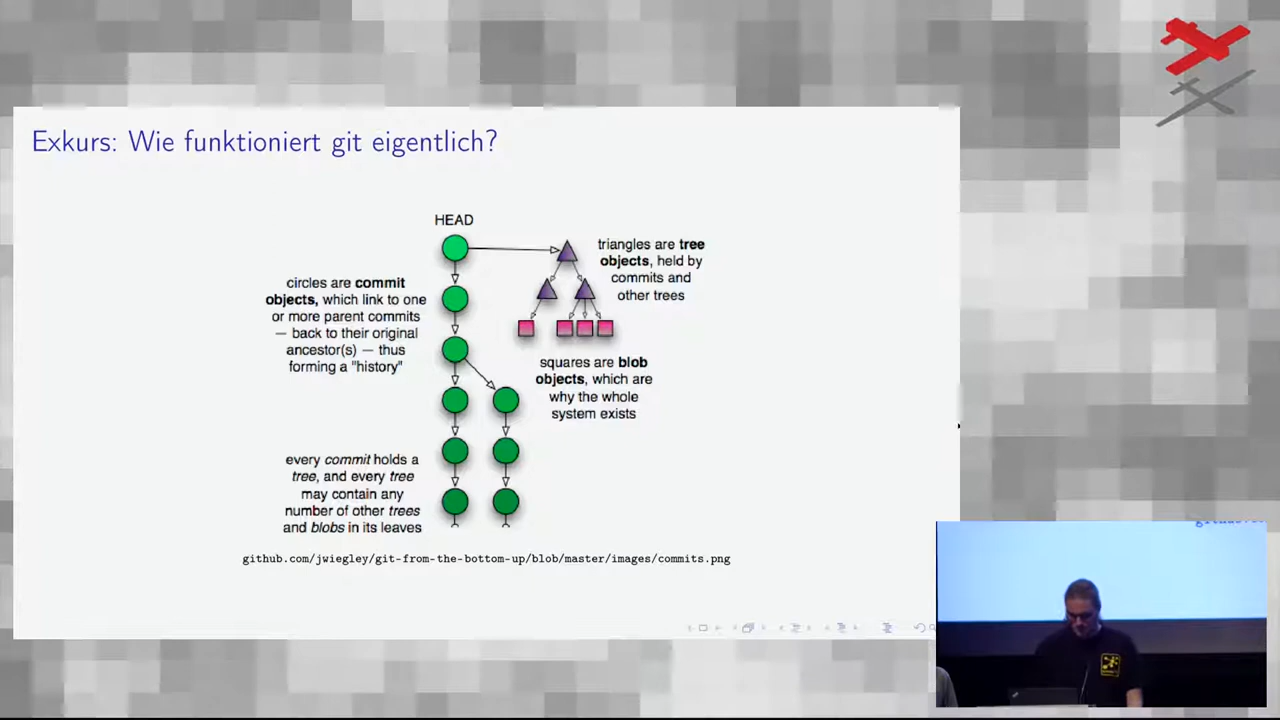 Exkurs: Wie funktioniert git eigentlich?
HEAD
triangles are tree
objects, held by
commits and
other trees
circles are commit
objects, which link to one
or more parent commits
— back to their original
ancestor(s) — thus
forming a "history"
squares are blob
objects, which are
why the whole
system exists
every commit holds a
tree, and every tree
may contain any
number of other trees
and blobs in its leaves
github.com/jwiegley/git-from-the-bottom-up/blob/master/images/commits.png